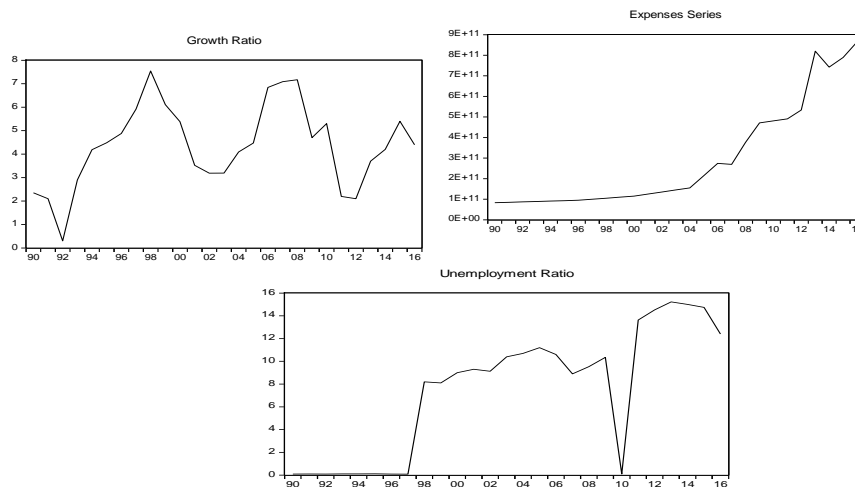 Growth Ratio
8
7
6
5
4
3
2
1
0
90 92 94 96 98 00 02 04 06 08 10 12 14 16
Expenses Series
9E+11
8E+11
7E+11
6E+11
5E+11
4E+11
3E+11
2E+11
1E+11
0E+00
90 92 94 96 98 00 02 04 06 08 10 12 14 16
Unemployment Ratio
16
14
12
10
8
6
4
2
0
90 92 94 96 98 00 02 04 06 08 10 12 14 16